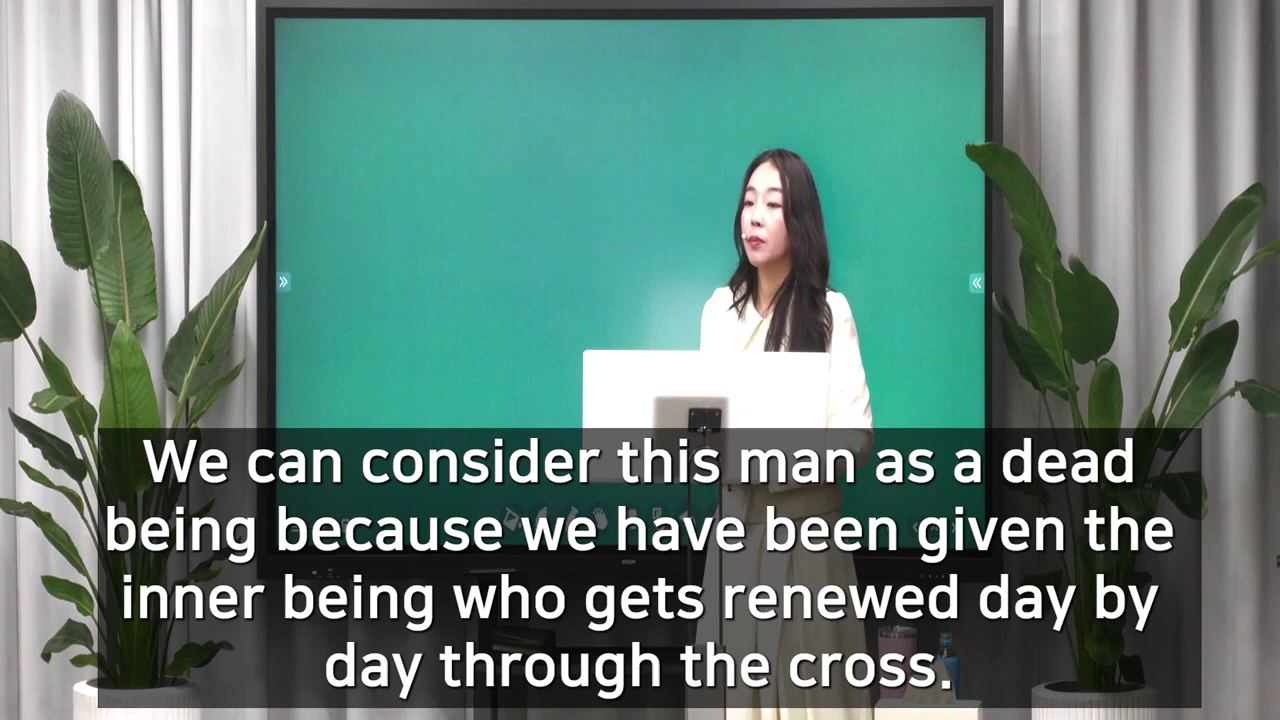 We can consider this man as a dead
being because we have been given the
inner being who gets renewed day by
day through the cross.